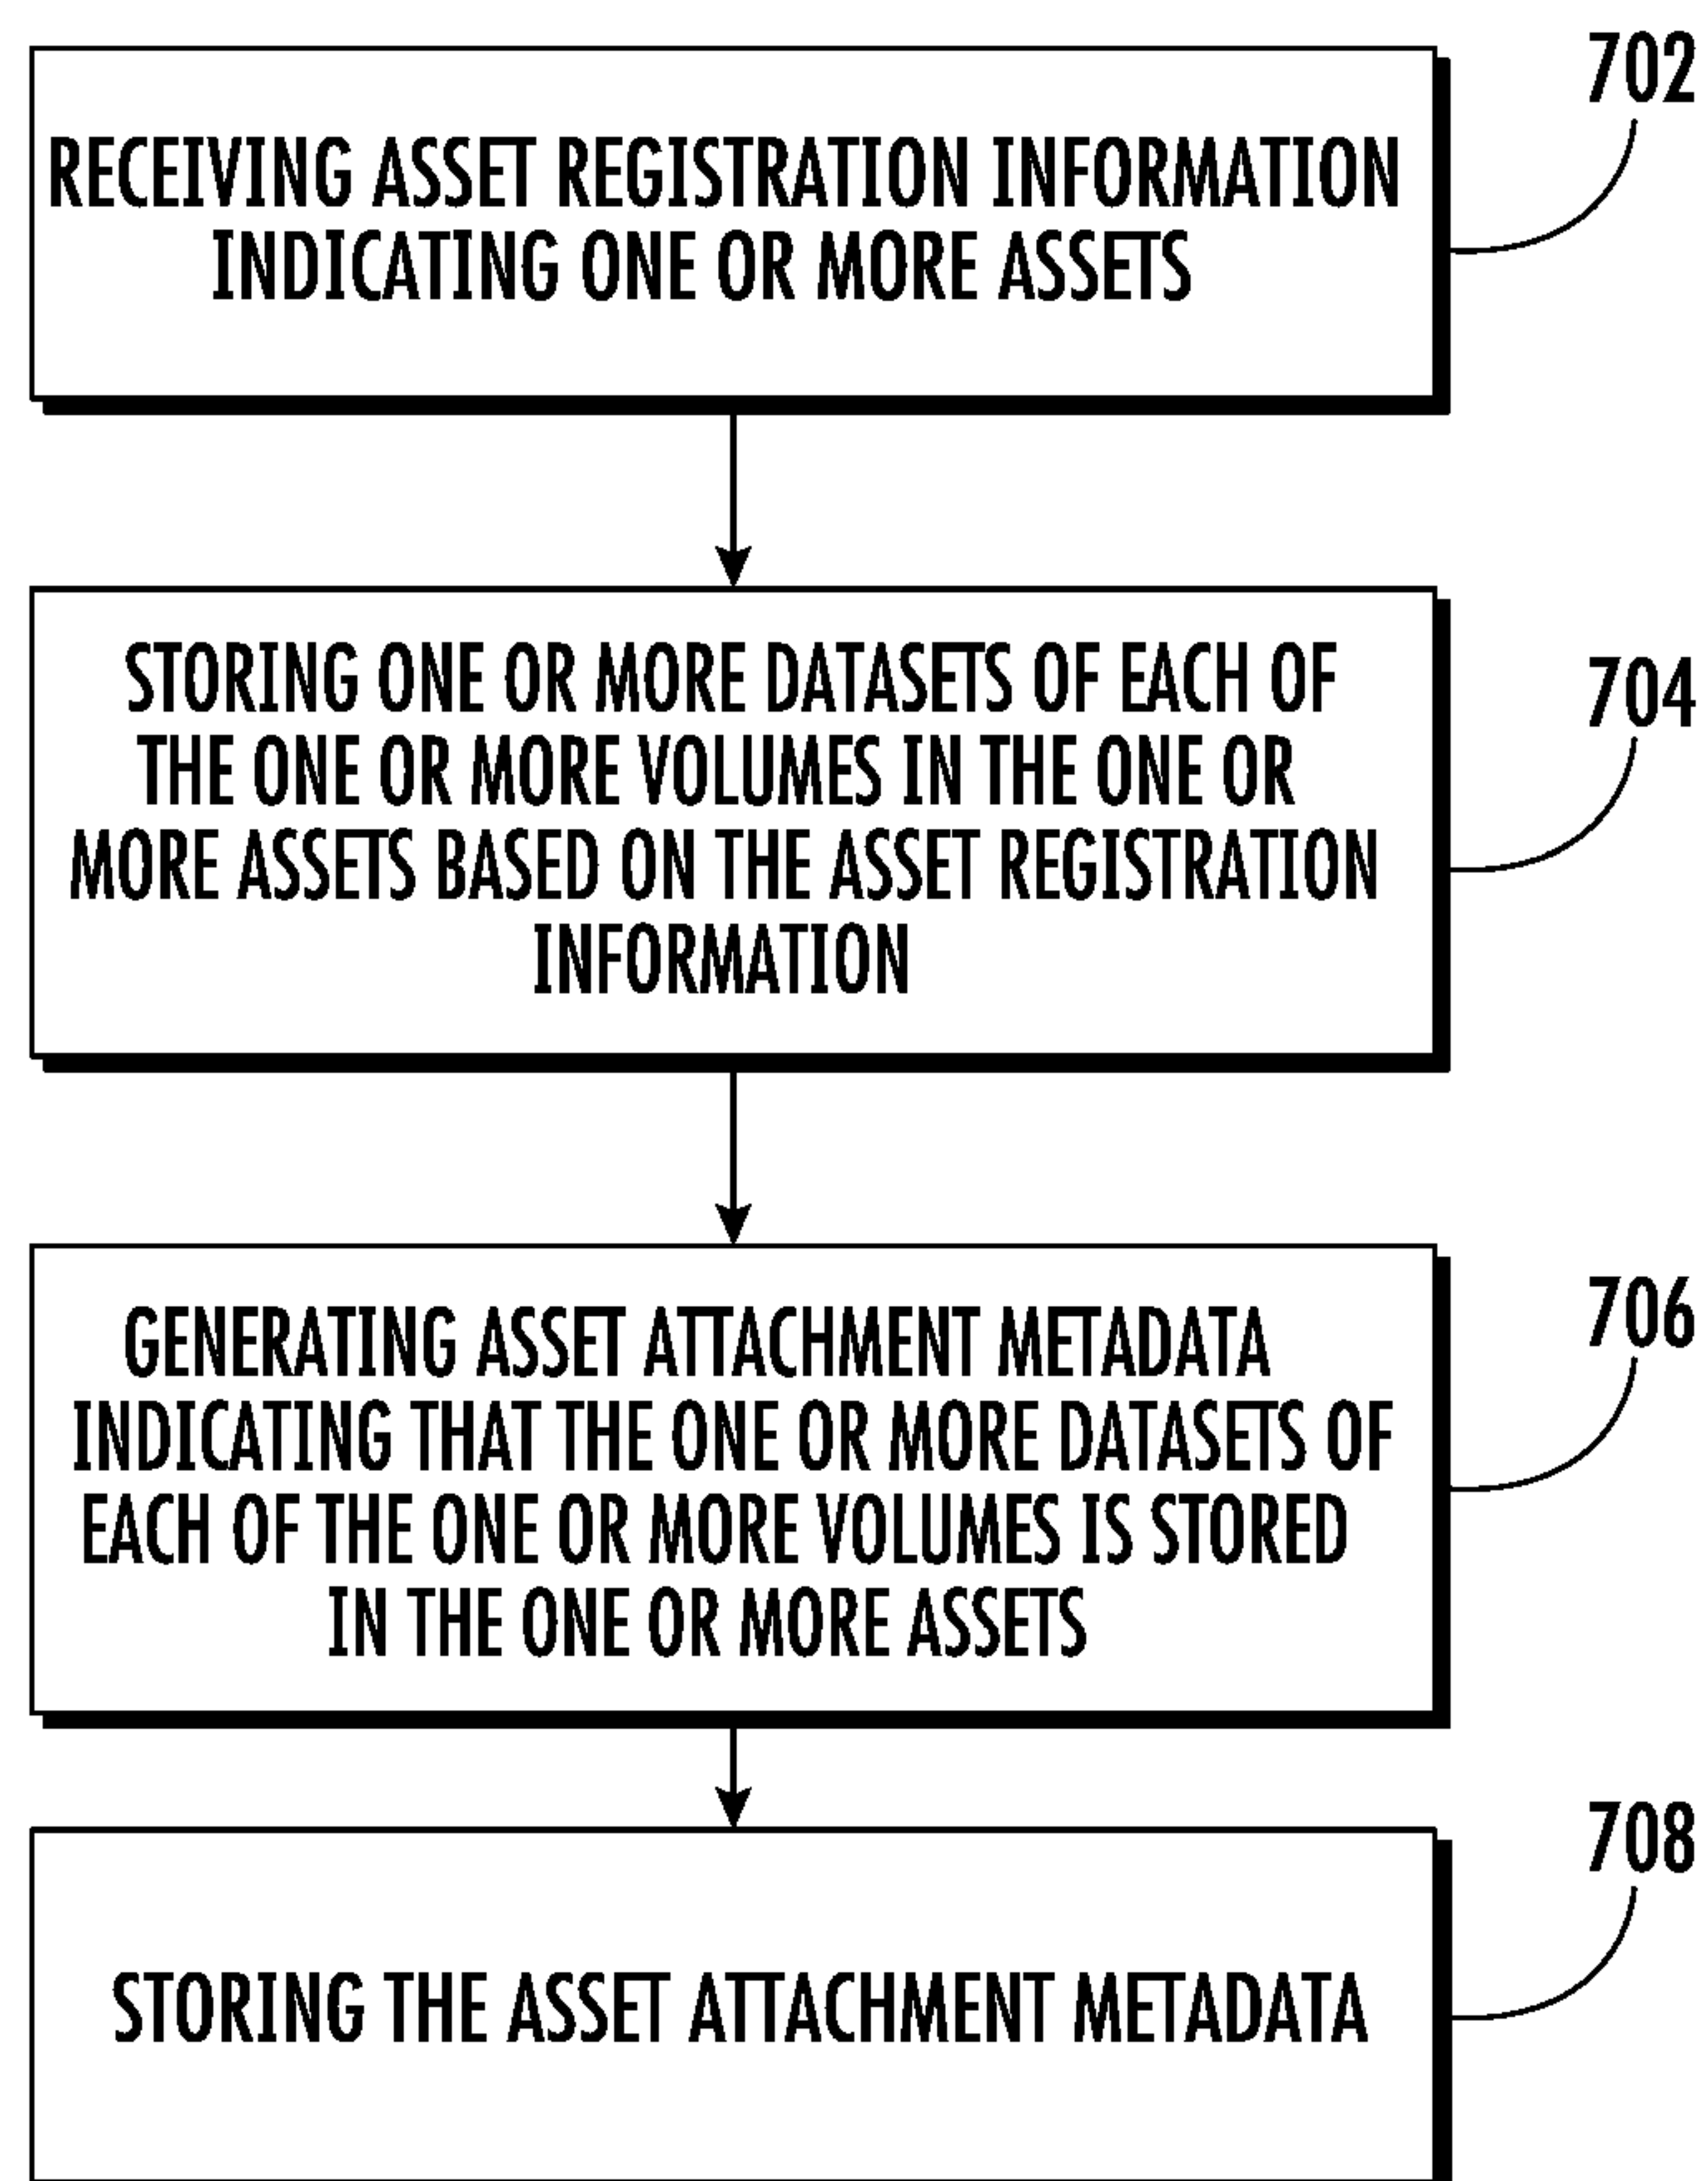 702
RECEIVING ASSET REGISTRATION INFORMATION
INDICATING ONE OR MORE ASSETS
704
STORING ONE OR MORE DATASETS OF EACH OF
THE ONE OR MORE VOLUMES IN THE ONE OR
MORE ASSETS BASED ON THE ASSET REGISTRATION
INFORMATION
706
GENERATING ASSET ATTACHMENT METADATA
INDICATING THAT THE ONE OR MORE DATASETS OF
EACH OF THE ONE OR MORE VOLUMES IS STORED
IN THE ONE OR MORE ASSETS
708
STORING THE ASSET ATTACHMENT METADATA